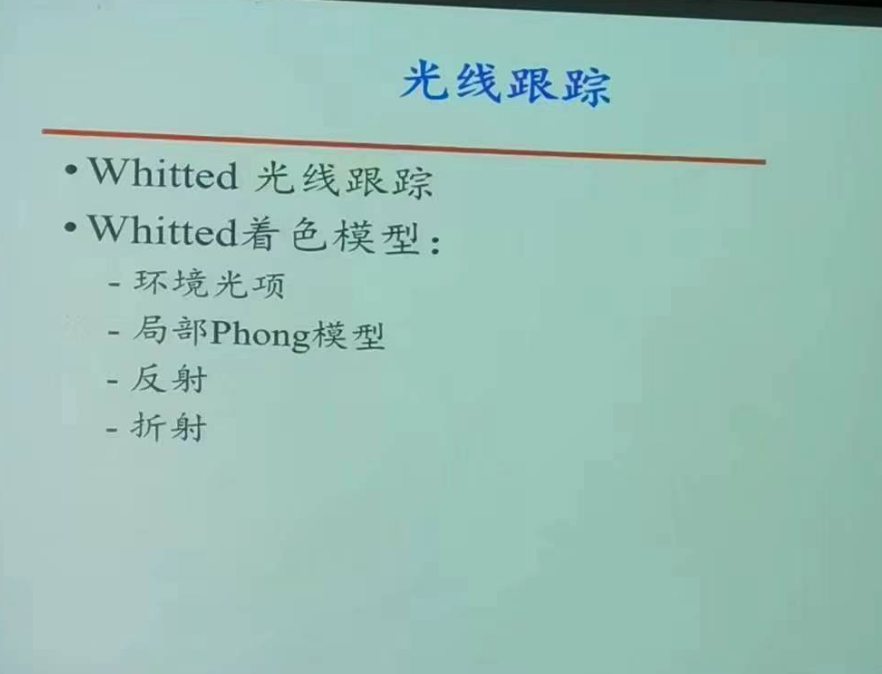 光线跟踪
• Whitted 光线跟踪
• Whitted着色模型：
- 环境光项
- 局部Phong模型
- 反射
- 折射